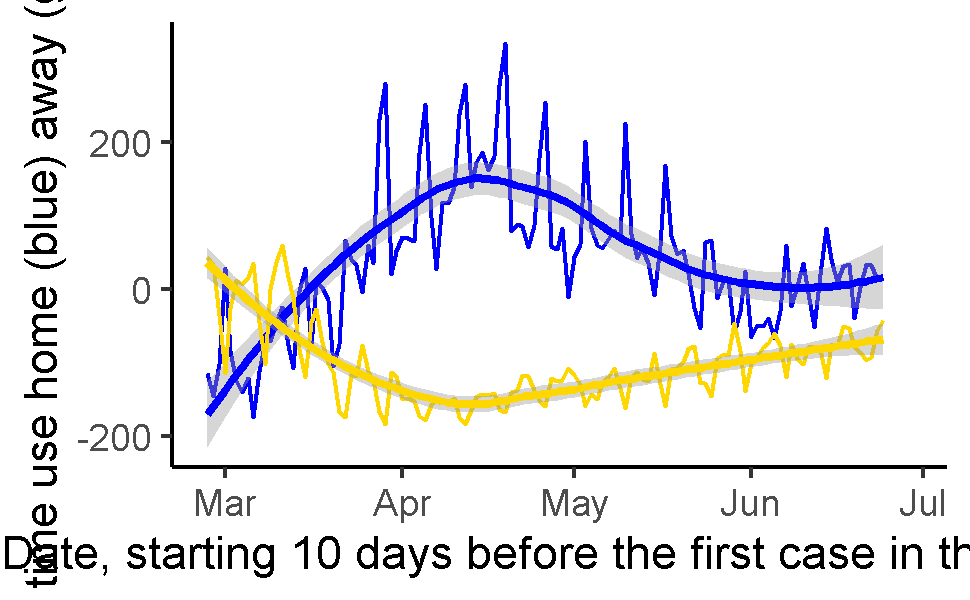 time use home (blue) away (
200
0
-200
Mar Apr May Jun Jul
Date, starting 10 days before the first case in th